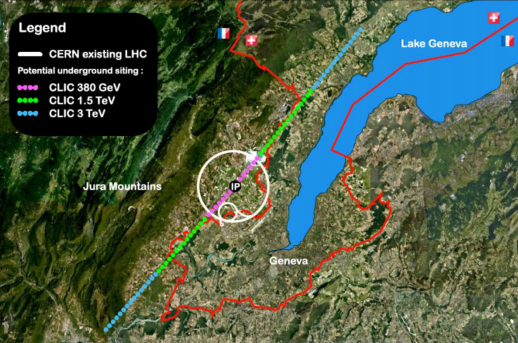 Legend
CERN existing LHC
Potential underground siting :
CLIC 380 GeV
CLIC 1.5 TeV
CLIC 3 TeV
Lake Geneva
Jura Mountains
IP
Geneva